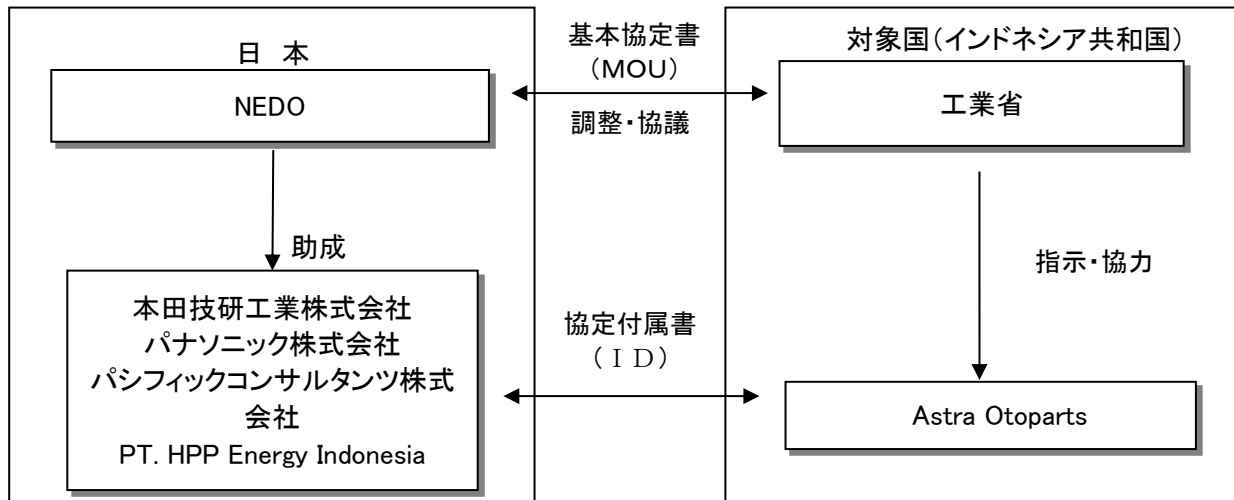 日 本
NEDO
助成
本田技研工業株式会社
パナソニック株式会社
パシフィックコンサルタンツ株式
会社
PT. HPP Energy Indonesia
基本協定書
（MOU）
調整・協議
協定付属書
（ＩＤ）
対象国（インドネシア共和国）
工業省
指示・協力
Astra Otoparts